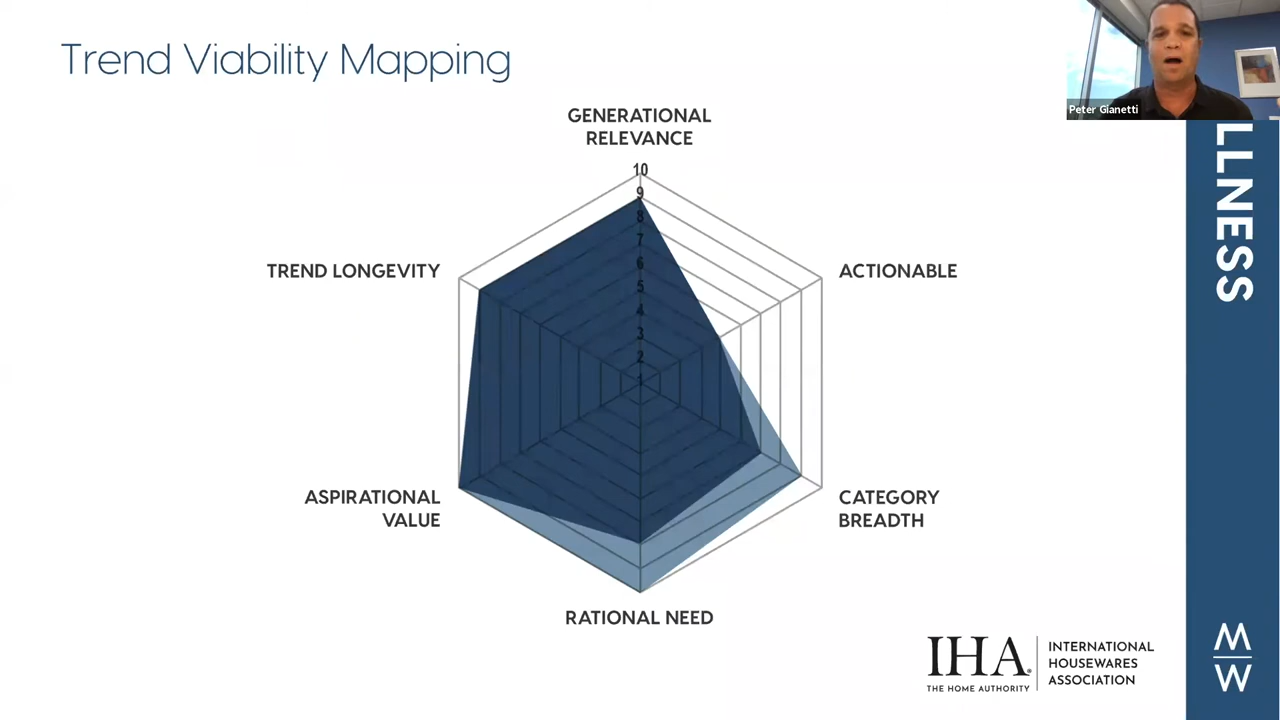 Trend Viability Mapping
Peter Gianetti
GENERATIONAL
RELEVANCE
10
9
8
7
6
5
4
3
2
1
TREND LONGEVITY
ACTIONABLE
ASPIRATIONAL
VALUE
CATEGORY
BREADTH
RATIONAL NEED
LLNESS
IHA
THE HOME AUTHORITY
INTERNATIONAL
HOUSEWARES
ASSOCIATION
M
W